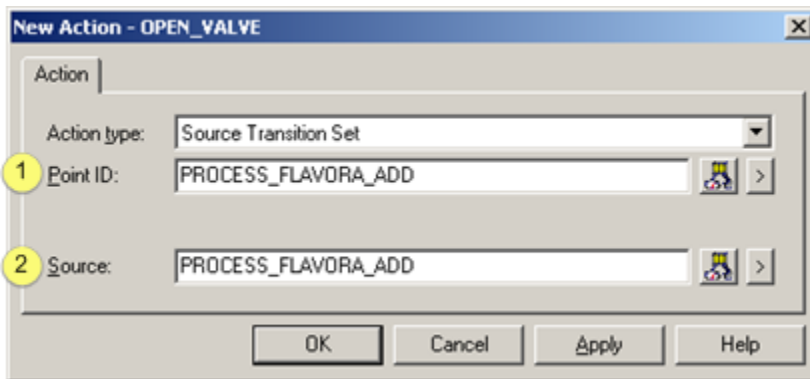 New Action - OPEN_VALVE
Action
Action type: Source Transition Set
1 Point ID: PROCESS_FLAVORA_ADD >
2 Source: PROCESS_FLAVORA_ADD >
OK Cancel Apply Help